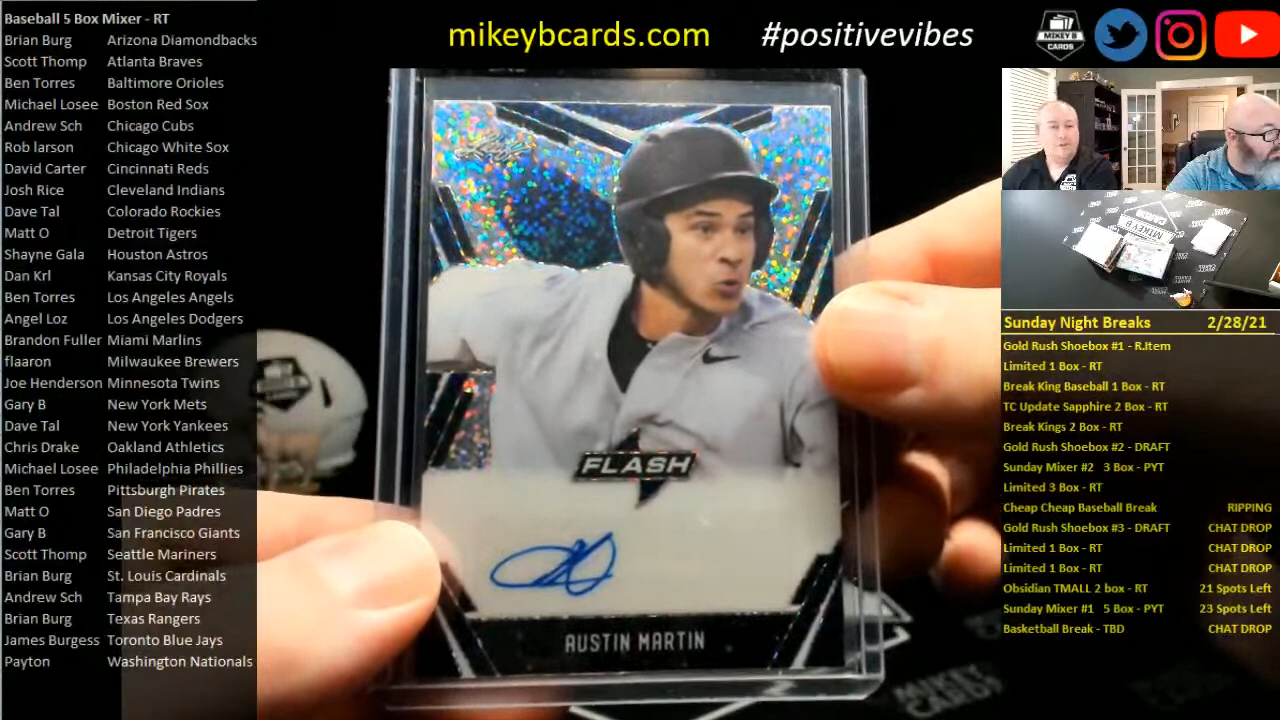 Baseball 5 Box Mixer - RT
Brian Burg Arizona Diamondbacks
Scott Thomp Atlanta Braves
Ben Torres Baltimore Orioles
Michael Losee Boston Red Sox
Andrew Sch Chicago Cubs
Rob larson Chicago White Sox
David Carter Cincinnati Reds
Josh Rice Cleveland Indians
Dave Tal Colorado Rockies
Matt O Detroit Tigers
Shayne Gala Houston Astros
Dan Krl Kansas City Royals
Ben Torres Los Angeles Angels
Angel Loz Los Angeles Dodgers
Brandon Fuller Miami Marlins
flaaron Milwaukee Brewers
Joe Henderson Minnesota Twins
Gary B New York Mets
Dave Tal New York Yankees
Chris Drake Oakland Athletics
Michael Losee Philadelphia Phillies
Ben Torres Pittsburgh Pirates
Matt O San Diego Padres
Gary B San Francisco Giants
Scott Thomp Seattle Mariners
Brian Burg St. Louis Cardinals
Andrew Sch Tampa Bay Rays
Brian Burg Texas Rangers
James Burgess Toronto Blue Jays
Payton Washington Nationals
mikeybcards.com #positivevibes
MIKEY B
CARDS
Leaf
FLASH
AUSTIN MARTIN
MIKEY B
CARDS
Sunday Night Breaks 2/28/21
Gold Rush Shoebox #1 - R.Item
Limited 1 Box - RT
Break King Baseball 1 Box - RT
TC Update Sapphire 2 Box - RT
Break Kings 2 Box - RT
Gold Rush Shoebox #2 - DRAFT
Sunday Mixer #2 3 Box - PYT
Limited 3 Box - RT
Cheap Cheap Baseball Break RIPPING
Gold Rush Shoebox #3 - DRAFT CHAT DROP
Limited 1 Box - RT CHAT DROP
Limited 1 Box - RT CHAT DROP
Obsidian TMALL 2 box - RT 21 Spots Left
Sunday Mixer #1 5 Box - PYT 23 Spots Left
Basketball Break - TBD CHAT DROP